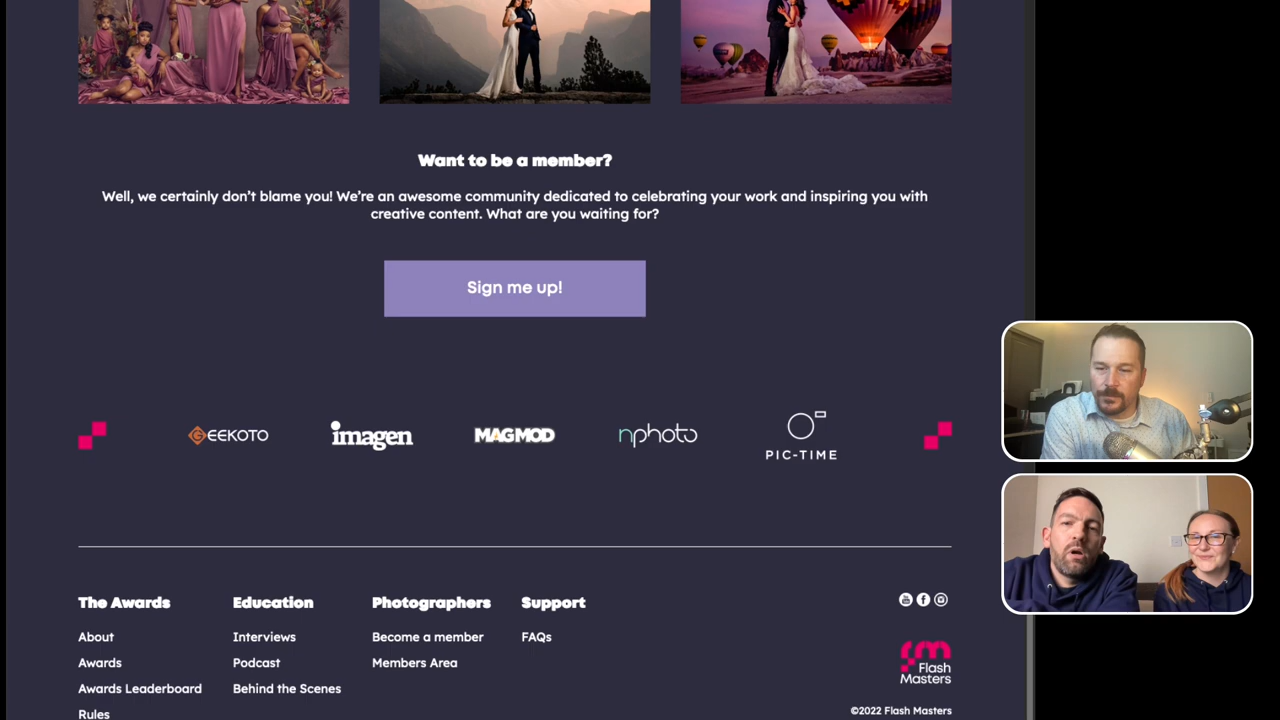 Want to be a member?
Well, we certainly don’t blame you! We’re an awesome community dedicated to celebrating your work and inspiring you with
creative content. What are you waiting for?
Sign me up!
GEEKOTO
imagen
MAGMOD
nphoto
PIC-TIME
The Awards
About
Awards
Awards Leaderboard
Rules
Education
Interviews
Podcast
Behind the Scenes
Photographers
Become a member
Members Area
Support
FAQs
fm
Flash
Masters
©2022 Flash Masters